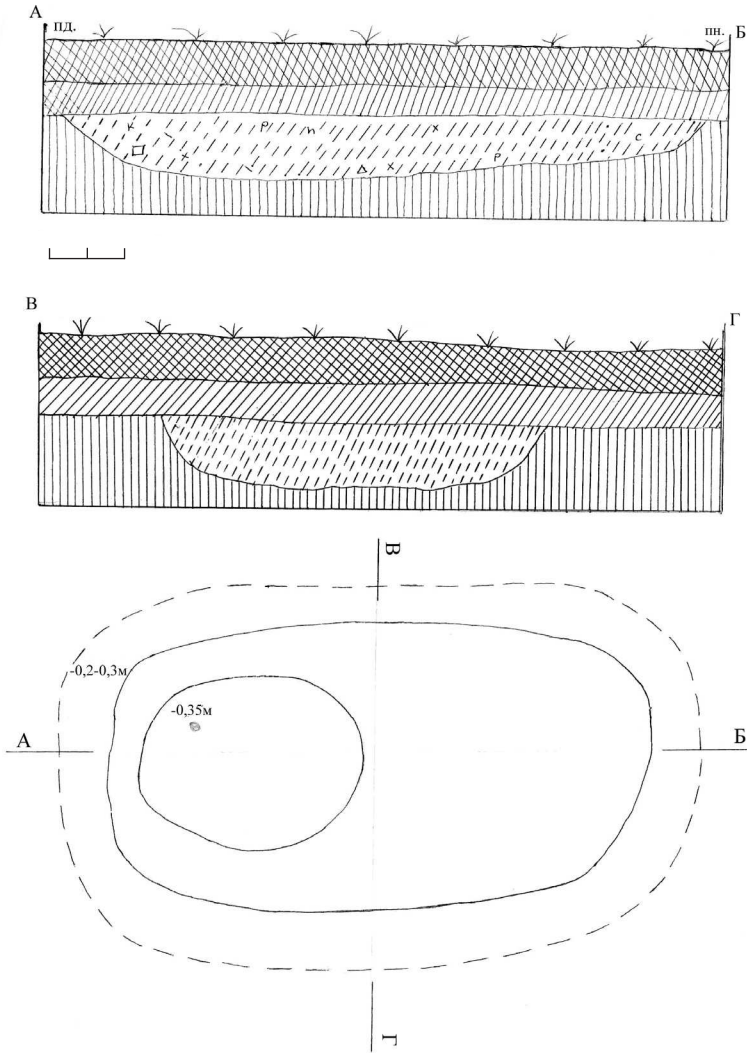 А
пд.
пн.
Б
к р п х
х х р с
В
Г
В
-0,2-0,3м
-0,35м
А
Б
Г